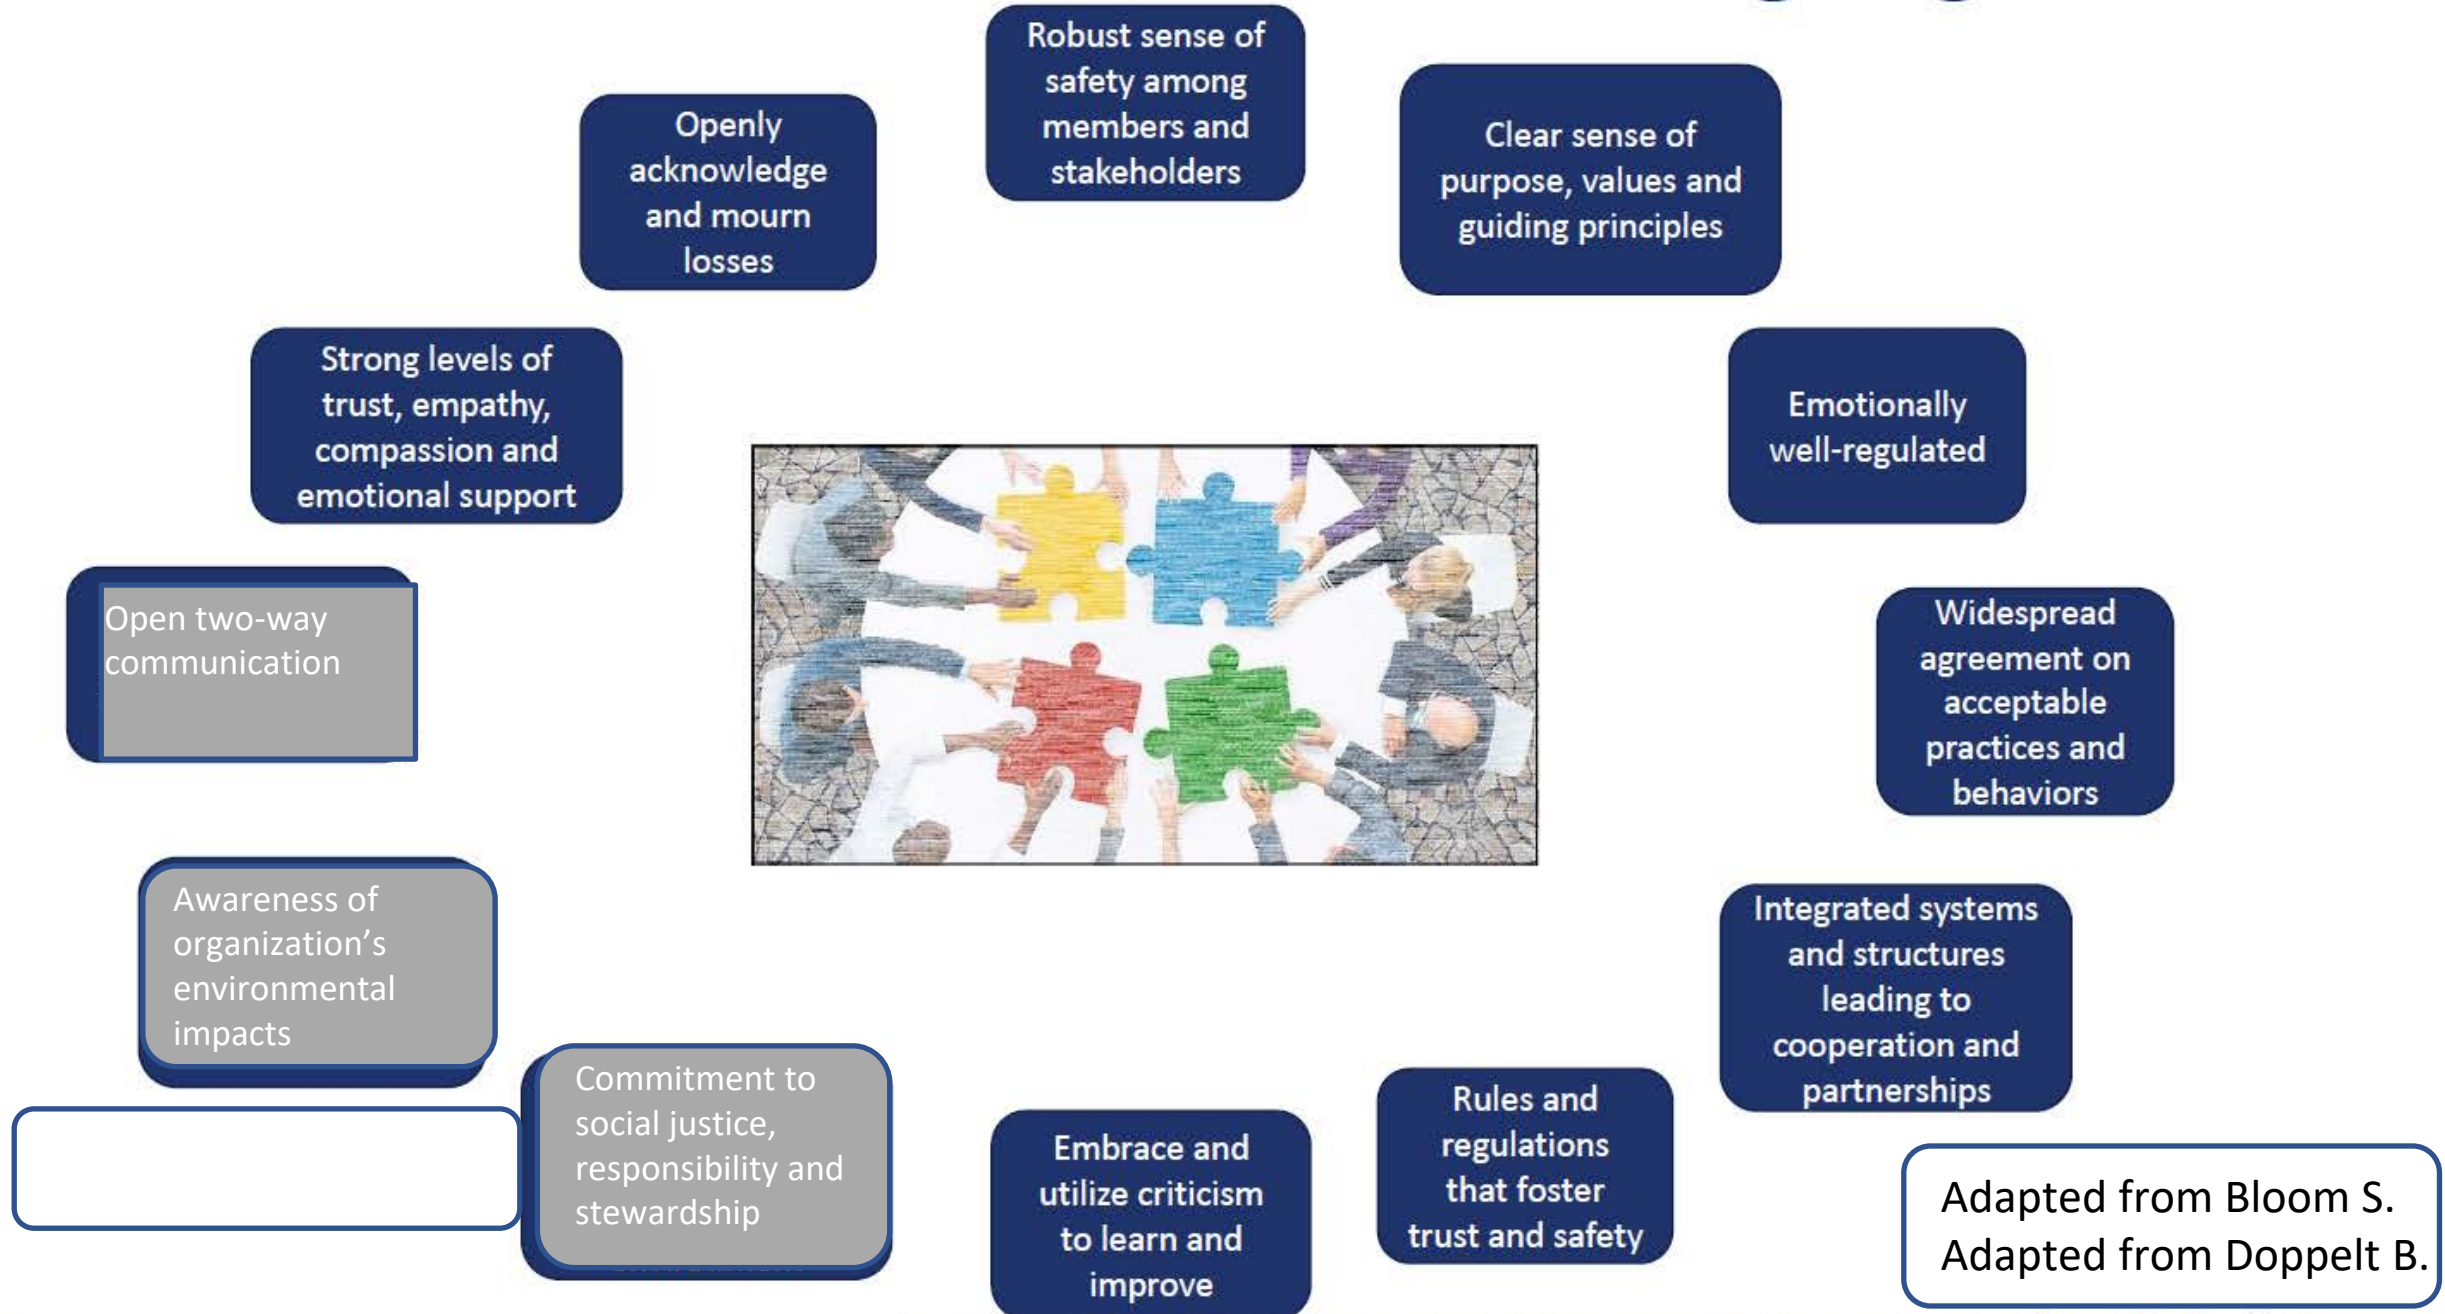 Robust sense of
safety among
members and
stakeholders
Clear sense of
purpose, values and
guiding principles
Openly
acknowledge
and mourn
losses
Strong levels of
trust, empathy,
compassion and
emotional support
Emotionally
well-regulated
Open two-way
communication
Widespread
agreement on
acceptable
practices and
behaviors
Awareness of
organization’s
environmental
impacts
Integrated systems
and structures
leading to
cooperation and
partnerships
Commitment to
social justice,
responsibility and
stewardship
Embrace and
utilize criticism
to learn and
improve
Rules and
regulations
that foster
trust and safety
Adapted from Bloom S.
Adapted from Doppelt B.